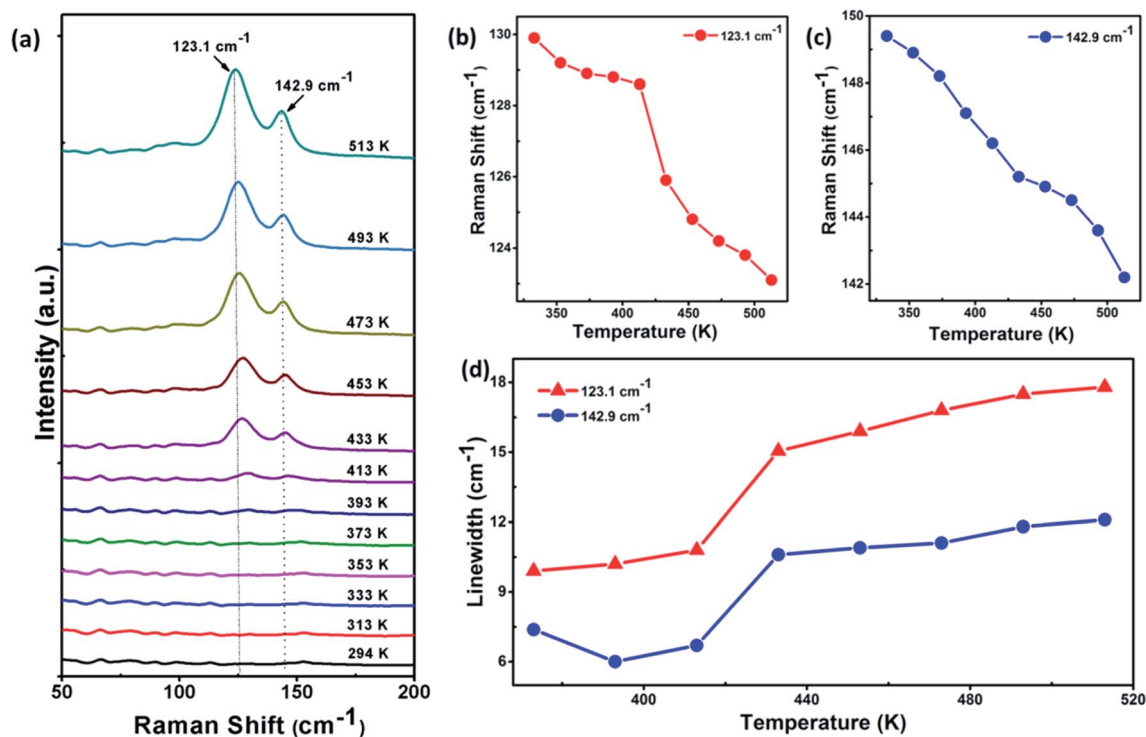 (a)
123.1 cm⁻¹
142.9 cm⁻¹
513 K
493 K
473 K
453 K
433 K
413 K
393 K
373 K
353 K
333 K
313 K
294 K
Intensity (a.u.)
50 100 150 200
Raman Shift (cm⁻¹)
(b)
123.1 cm⁻¹
130
128
126
124
Raman Shift (cm⁻¹)
350 400 450 500
Temperature (K)
(c)
142.9 cm⁻¹
150
148
146
144
142
Raman Shift (cm⁻¹)
350 400 450 500
Temperature (K)
(d)
123.1 cm⁻¹
142.9 cm⁻¹
18
15
12
9
6
Linewidth (cm⁻¹)
400 440 480 520
Temperature (K)